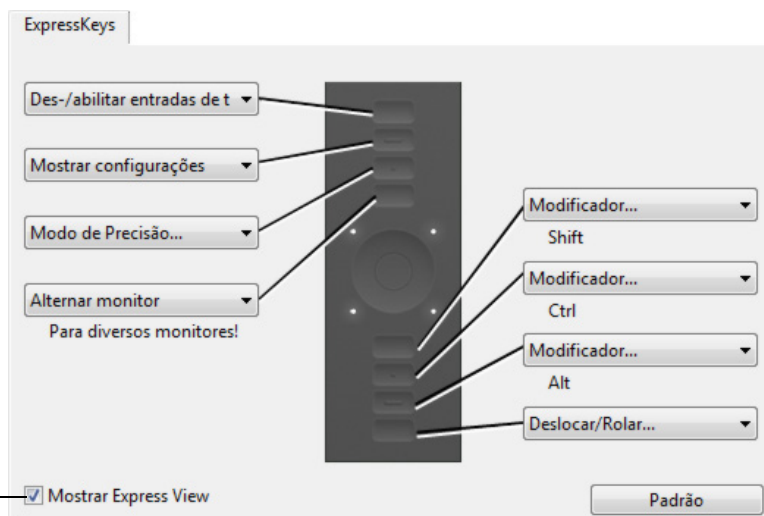 ExpressKeys
Des-/abilitar entradas de t
Mostrar configurações
Modo de Precisão...
Alternar monitor
Para diversos monitores!
Modificador...
Shift
Modificador...
Ctrl
Modificador...
Alt
Deslocar/Rolar...
Mostrar Express View
Padrão